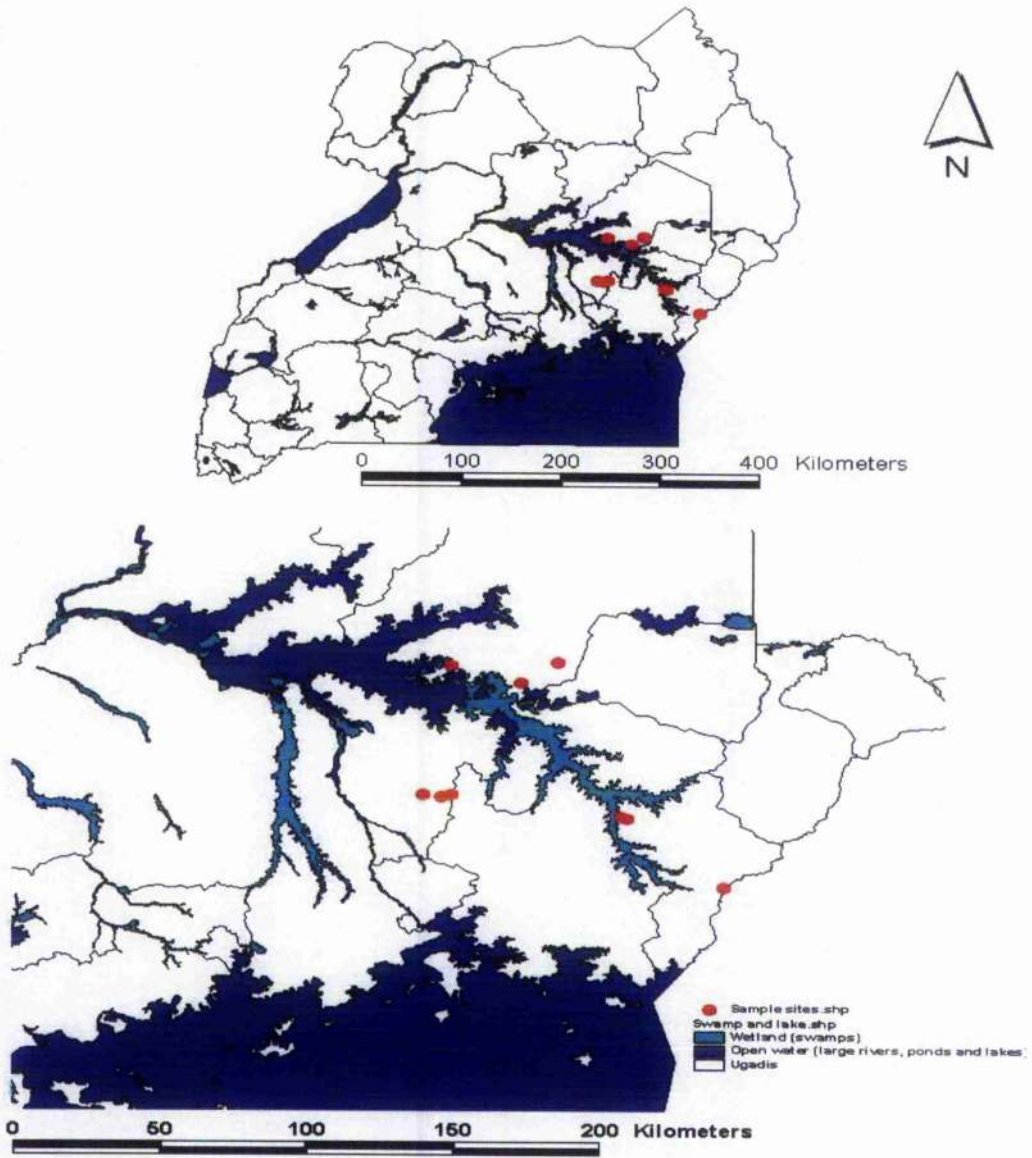 N
0 100 200 300 400 Kilometers
Sample sites.shp
Swamp and lake.shp
Wetland (swamps)
Open water (large rivers, ponds and lakes)
Ugadis
0 50 100 150 200 Kilometers